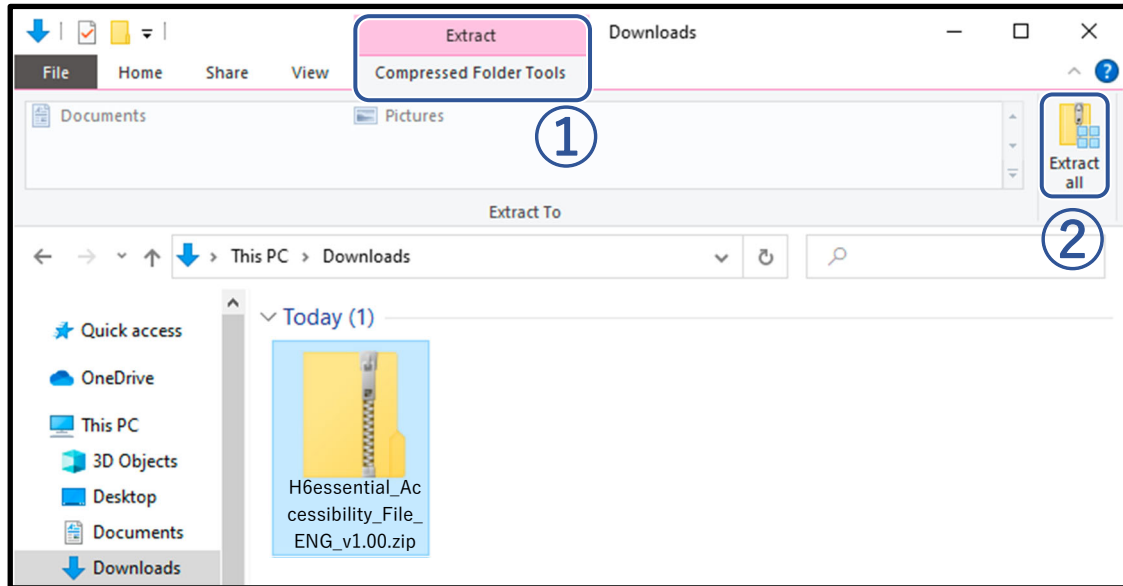 Extract
Downloads
File
Home
Share
View
Compressed Folder Tools
Documents
Pictures
①
Extract
all
Extract To
②
This PC
Downloads
Today (1)
Quick access
OneDrive
This PC
3D Objects
Desktop
Documents
Downloads
H6essential_Ac
cessibility_File_
ENG_v1.00.zip